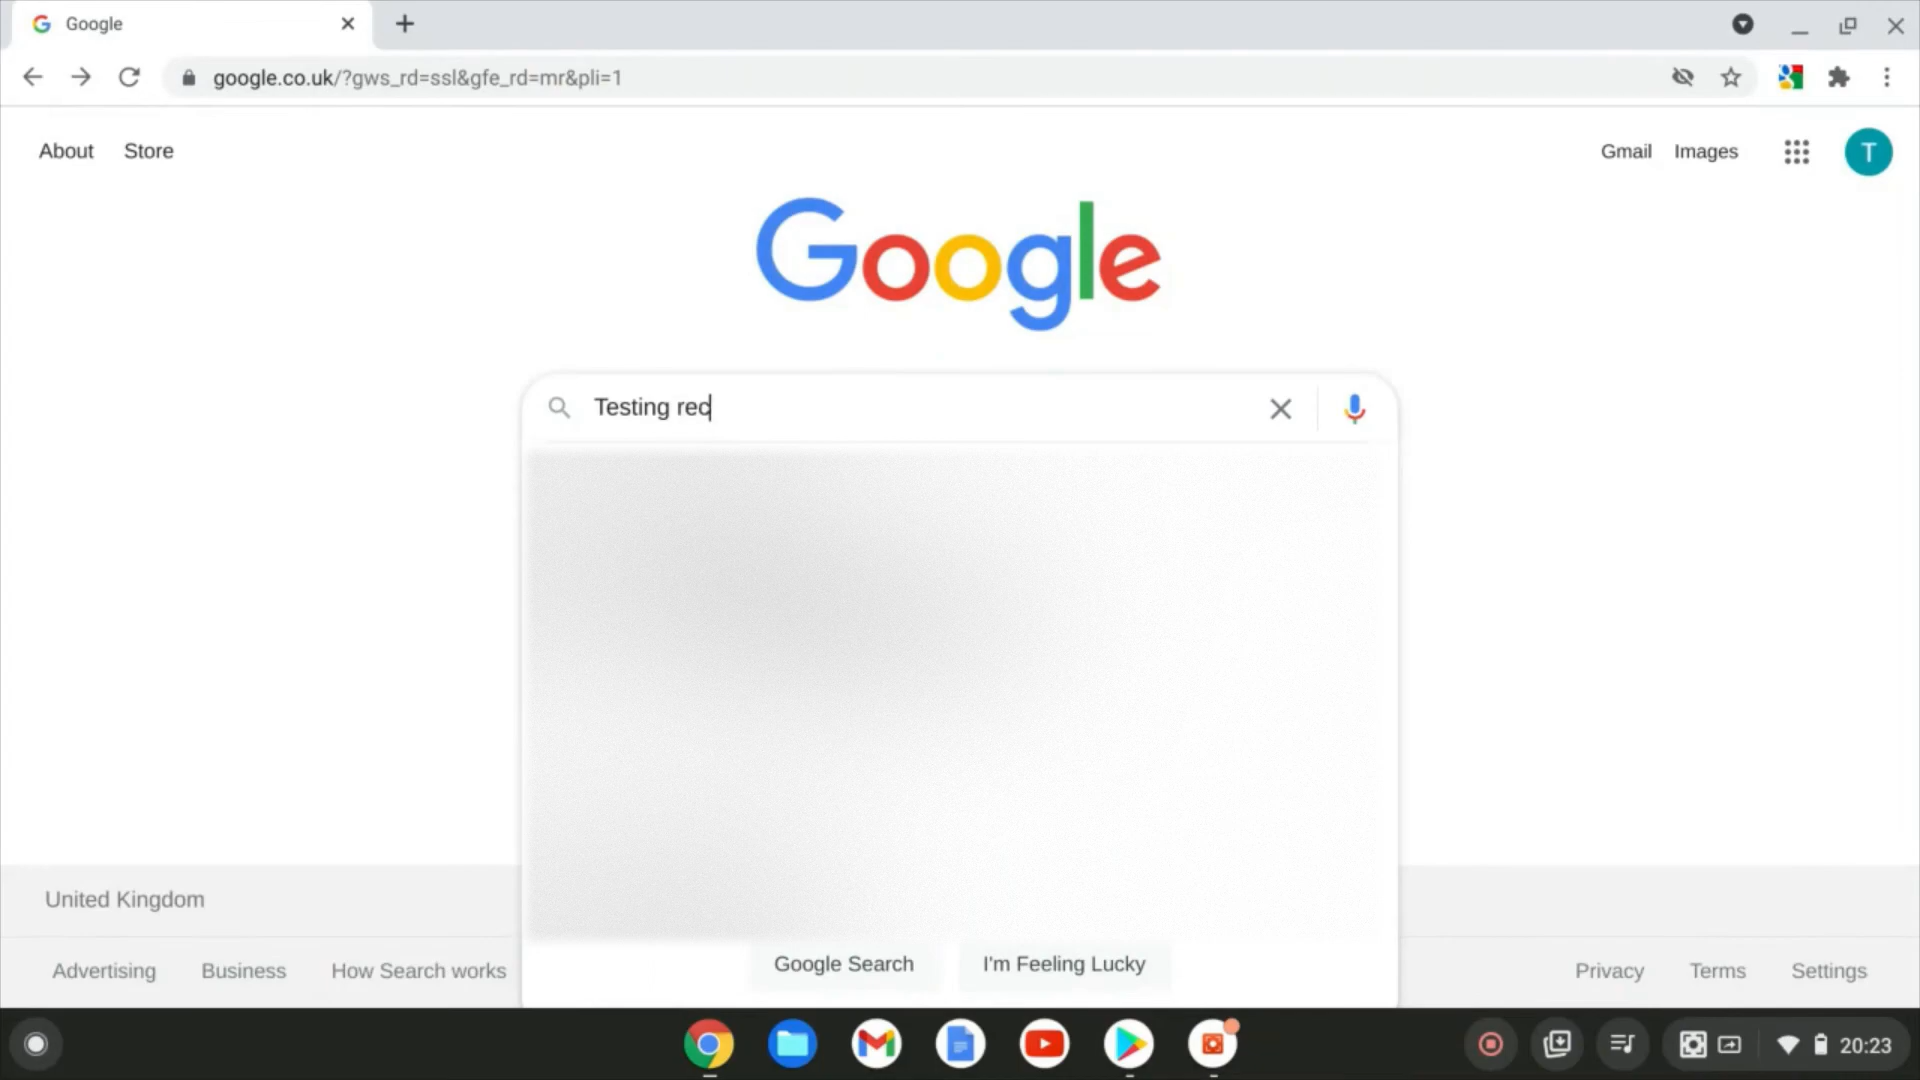 Google
google.co.uk/?gws_rd=ssl&gfe_rd=mr&pli=1
About Store
Gmail Images
T
Google
Testing rec
United Kingdom
Google Search I'm Feeling Lucky
Advertising Business How Search works
Privacy Terms Settings
20:23